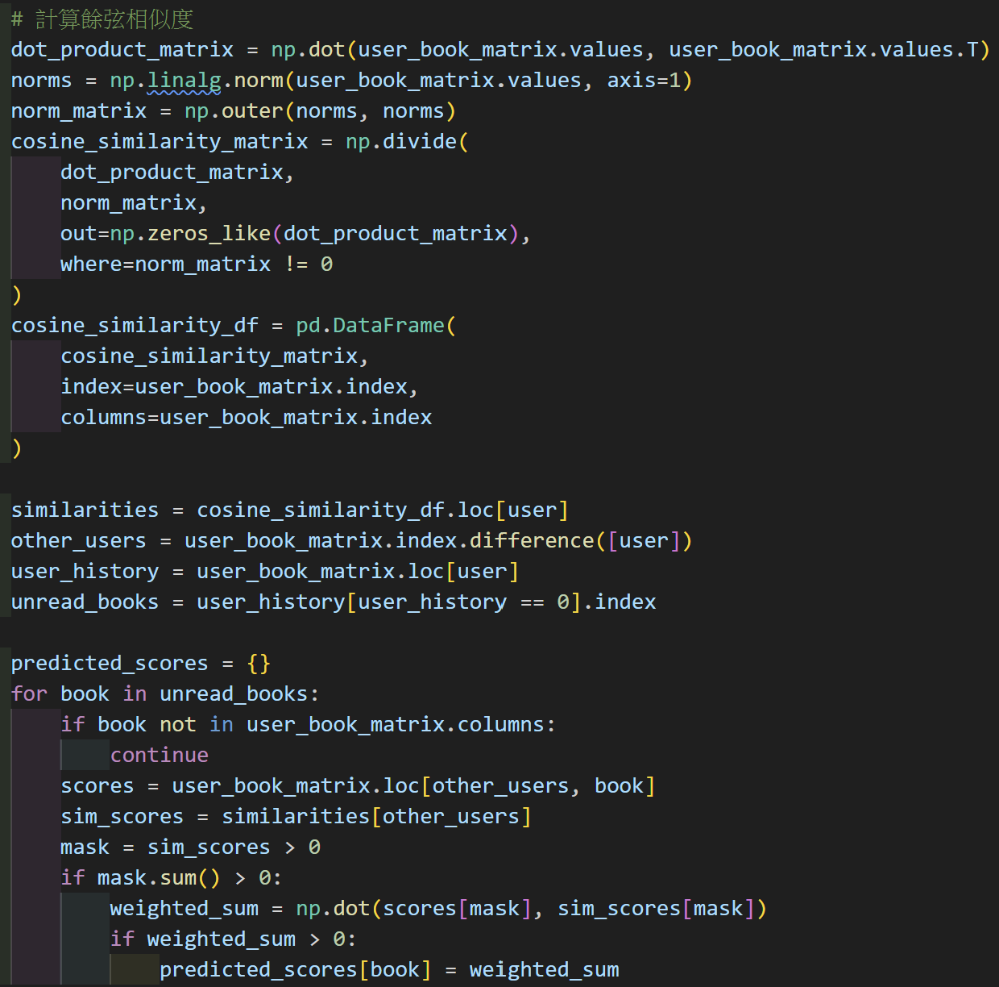 # 計算餘弦相似度
dot_product_matrix = np.dot(user_book_matrix.values, user_book_matrix.values.T)
norms = np.linalg.norm(user_book_matrix.values, axis=1)
norm_matrix = np.outer(norms, norms)
cosine_similarity_matrix = np.divide(
    dot_product_matrix,
    norm_matrix,
    out=np.zeros_like(dot_product_matrix),
    where=norm_matrix != 0
)
cosine_similarity_df = pd.DataFrame(
    cosine_similarity_matrix,
    index=user_book_matrix.index,
    columns=user_book_matrix.index
)

similarities = cosine_similarity_df.loc[user]
other_users = user_book_matrix.index.difference([user])
user_history = user_book_matrix.loc[user]
unread_books = user_history[user_history == 0].index

predicted_scores = {}
for book in unread_books:
    if book not in user_book_matrix.columns:
        continue
    scores = user_book_matrix.loc[other_users, book]
    sim_scores = similarities[other_users]
    mask = sim_scores > 0
    if mask.sum() > 0:
        weighted_sum = np.dot(scores[mask], sim_scores[mask])
        if weighted_sum > 0:
            predicted_scores[book] = weighted_sum